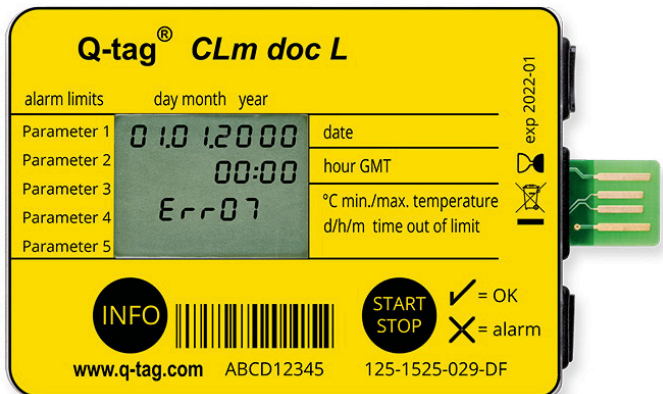 Q-tag® CLm doc L
alarm limits day month year
exp 2022-01
Parameter 1 01.01.2000 date
Parameter 2 00:00 hour GMT
Parameter 3 Err07 °C min./max. temperature
Parameter 4 d/h/m time out of limit
Parameter 5
INFO
START
STOP
✓ = OK
✗ = alarm
www.q-tag.com ABCD12345 125-1525-029-DF